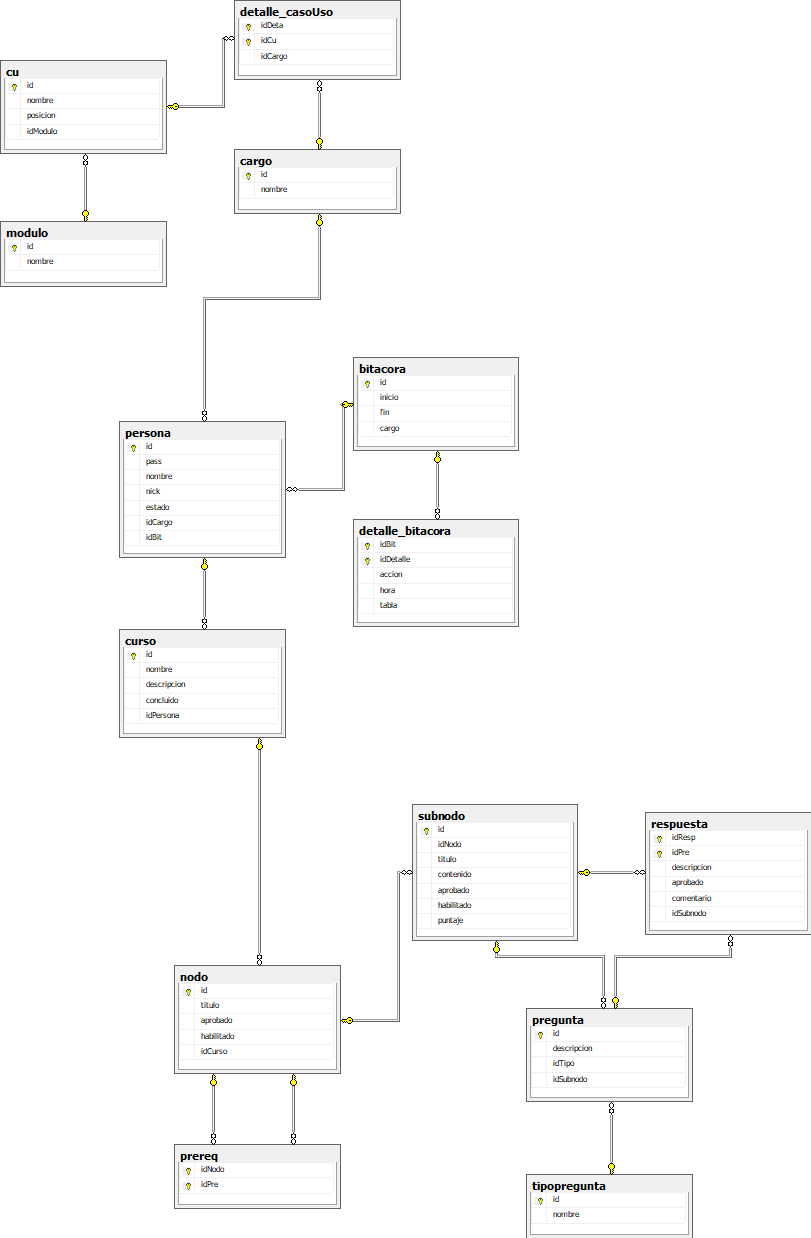 detalle_casoUso
idDeta
idCu
idCargo
cu
id
nombre
posicion
idModulo
cargo
id
nombre
modulo
id
nombre
bitacora
id
inicio
fin
cargo
persona
id
pass
nombre
nick
estado
idCargo
idBit
detalle_bitacora
idBit
idDetalle
accion
hora
tabla
curso
id
nombre
descripcion
concluido
idPersona
subnodo
id
idNodo
titulo
contenido
aprobado
habilitado
puntaje
respuesta
idResp
idPre
descripcion
aprobado
comentario
idSubnodo
nodo
id
titulo
aprobado
habilitado
idCurso
pregunta
id
descripcion
idTipo
idSubnodo
prereq
idNodo
idPre
tipopregunta
id
nombre